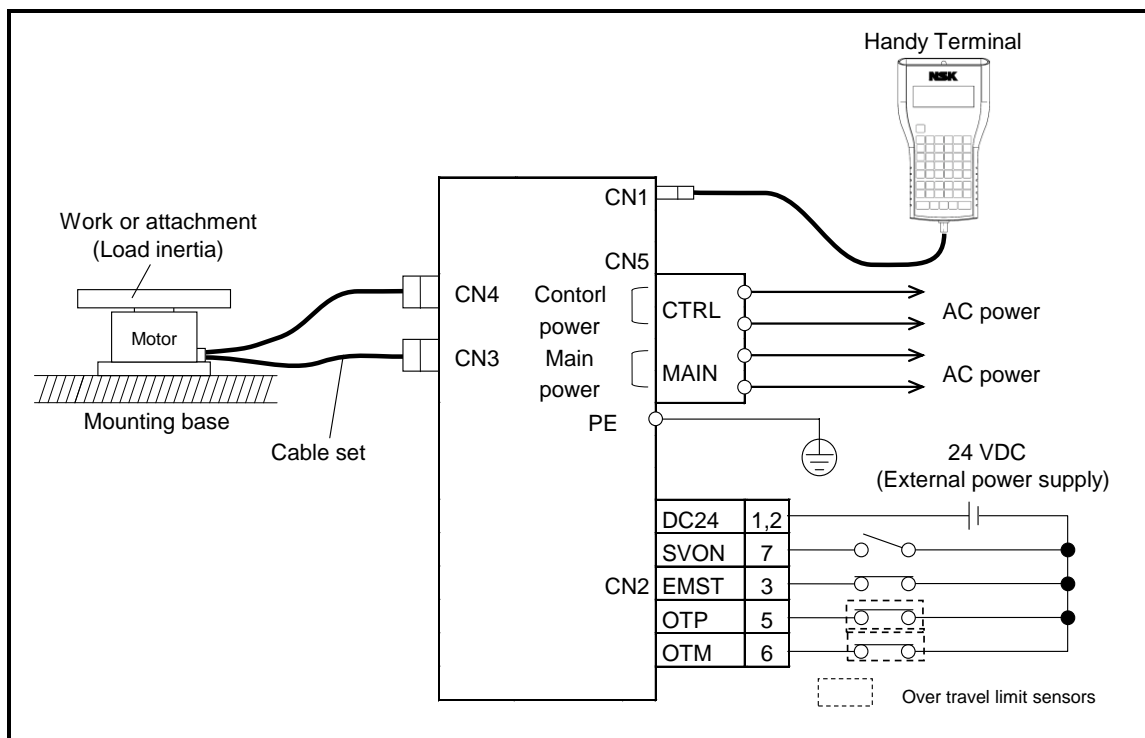 Handy Terminal
NSK
CN1
Work or attachment
(Load inertia)
CN5
CN4
Contorl
power
CTRL
AC power
Motor
CN3
Main
power
MAIN
AC power
Mounting base
PE
Cable set
24 VDC
(External power supply)
DC24 1,2
SVON 7
CN2
EMST 3
OTP 5
OTM 6
Over travel limit sensors